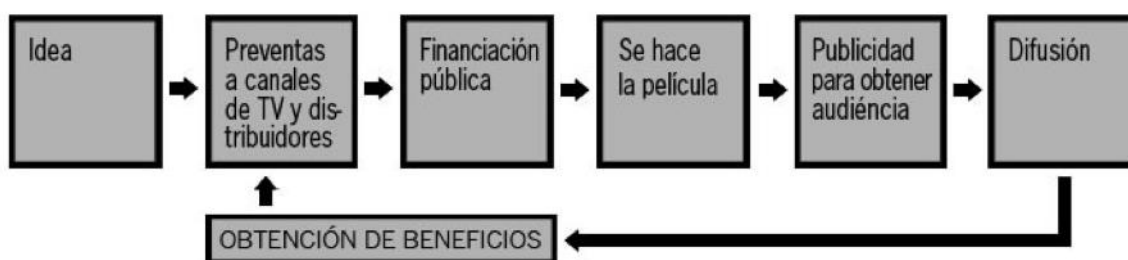 Idea
Preventas
a canales
de TV y dis-
tribuidores
Financiación
pública
Se hace
la película
Publicidad
para obtener
audiéncia
Difusión
OBTENCIÓN DE BENEFICIOS